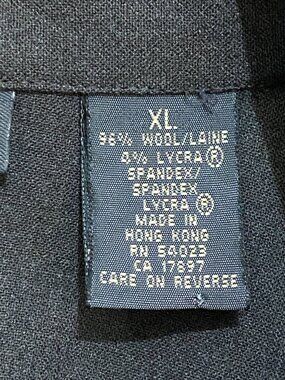 XL
96% WOOL/LAINE
4% LYCRA ®
SPANDEX/
SPANDEX
LYCRA ®
MADE IN
HONG KONG
RN 54023
CA 17897
CARE ON REVERSE